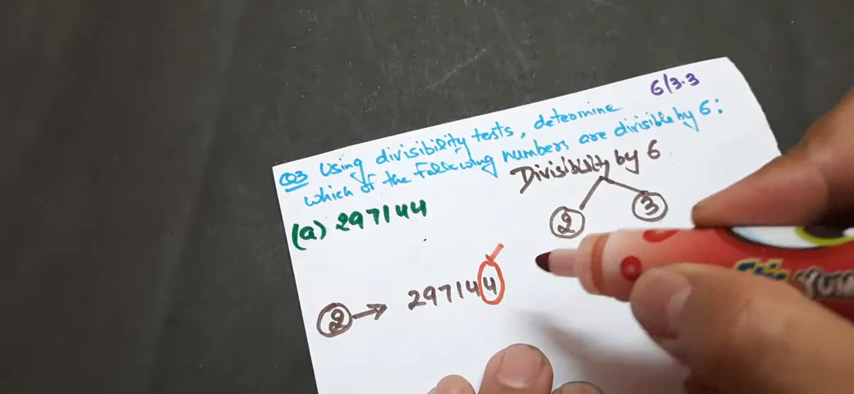 6/3.3
Q3 Using divisibility tests, determine
which of the following numbers are divisible by 6:
Divisibility by 6
2 3
(a) 297144
2 → 297144